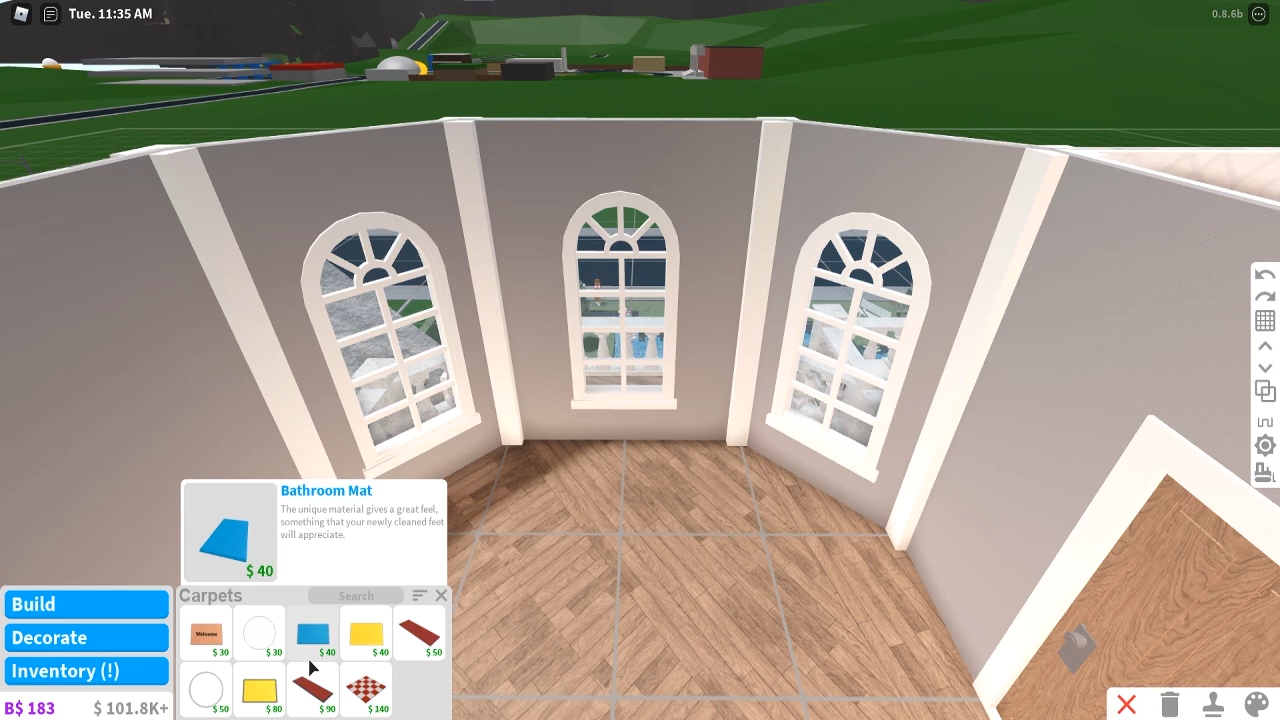 Tue. 11:35 AM
0.8.6b
Bathroom Mat
The unique material gives a great feel,
something that your newly cleaned feet
will appreciate.
$ 40
Build
Decorate
Inventory (!)
B$ 183
$ 101.8K+
Carpets
Search
Welcome
$ 30
$ 30
$ 40
$ 40
$ 50
$ 50
$ 80
$ 90
$ 140